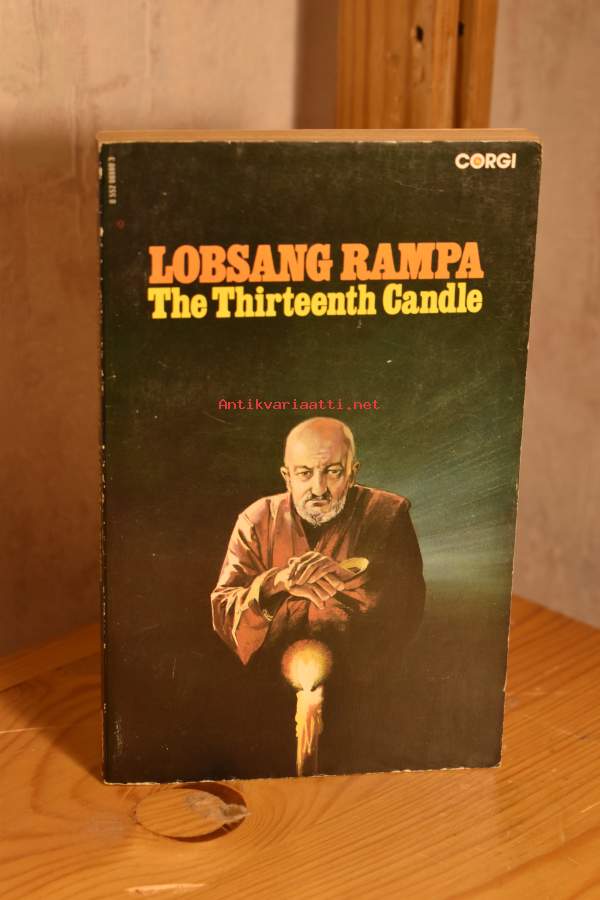 CORGI
LOBSANG RAMPA
The Thirteenth Candle
Antikvariaatti.net